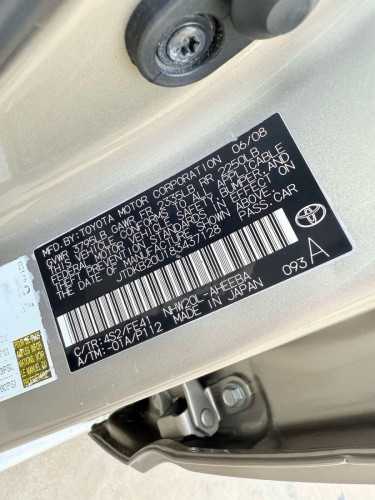 MFD. BY: TOYOTA MOTOR CORPORATION 06/08
GVWR 3795LB GAWR FR 2335LB RR 2250LB
THIS VEHICLE CONFORMS TO ALL APPLICABLE
FEDERAL MOTOR VEHICLE SAFETY, BUMPER, AND
THEFT PREVENTION STANDARDS IN EFFECT ON
THE DATE OF MANUFACTURE SHOWN ABOVE.
JTDKB20U183437128 PASS. CAR
093 A
C/TR: 4S2/FE41 NHW20L-AHEEBA
A/TM: -01A/P112 MADE IN JAPAN